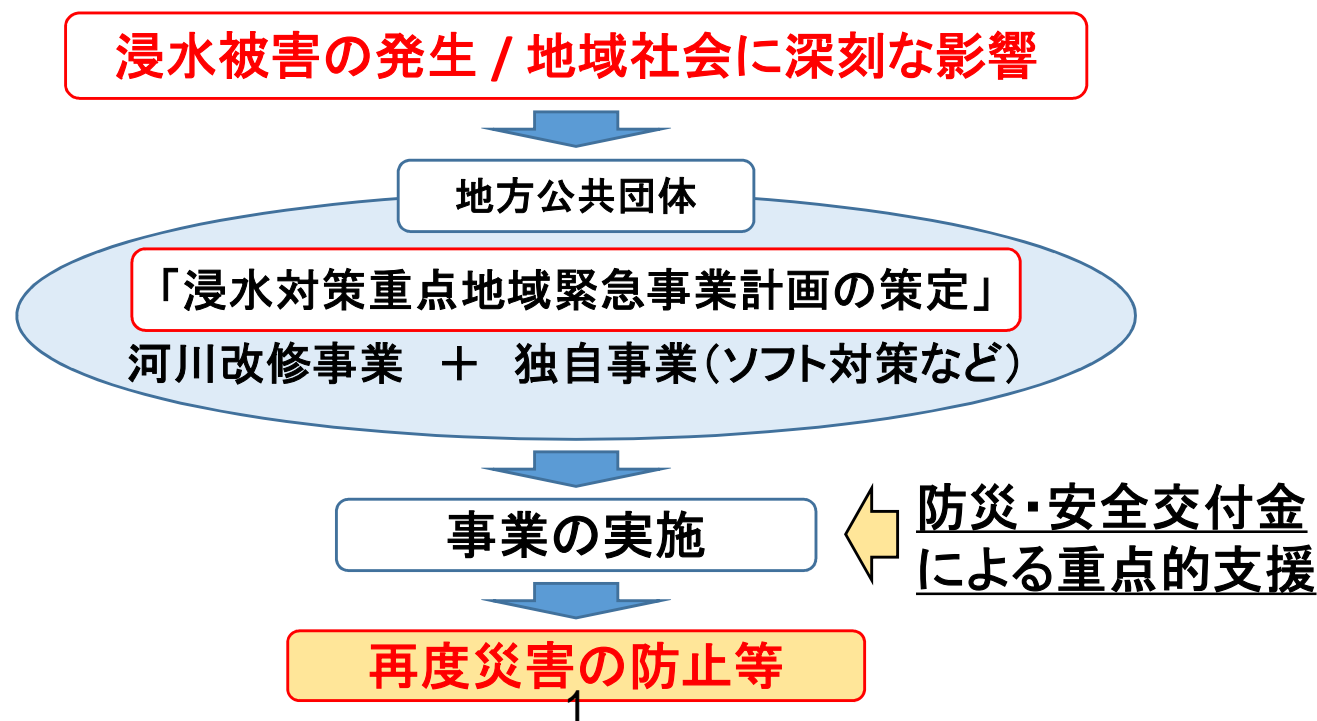 浸水被害の発生 / 地域社会に深刻な影響
地方公共団体
「浸水対策重点地域緊急事業計画の策定」
河川改修事業　＋　独自事業（ソフト対策など）
事業の実施
防災・安全交付金
による重点的支援
再度災害の防止等
1